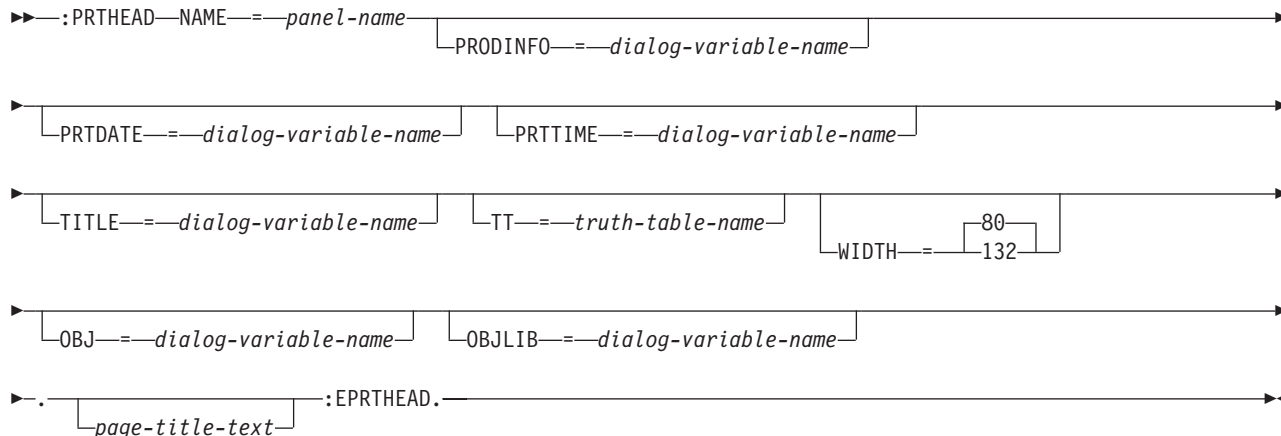 :PRTHEAD NAME = panel-name
PRODINFO = dialog-variable-name
PRTDATE = dialog-variable-name PRTTIME = dialog-variable-name
TITLE = dialog-variable-name TT = truth-table-name
WIDTH = 80
132
OBJ = dialog-variable-name OBJLIB = dialog-variable-name
. :EPRTHEAD.
page-title-text